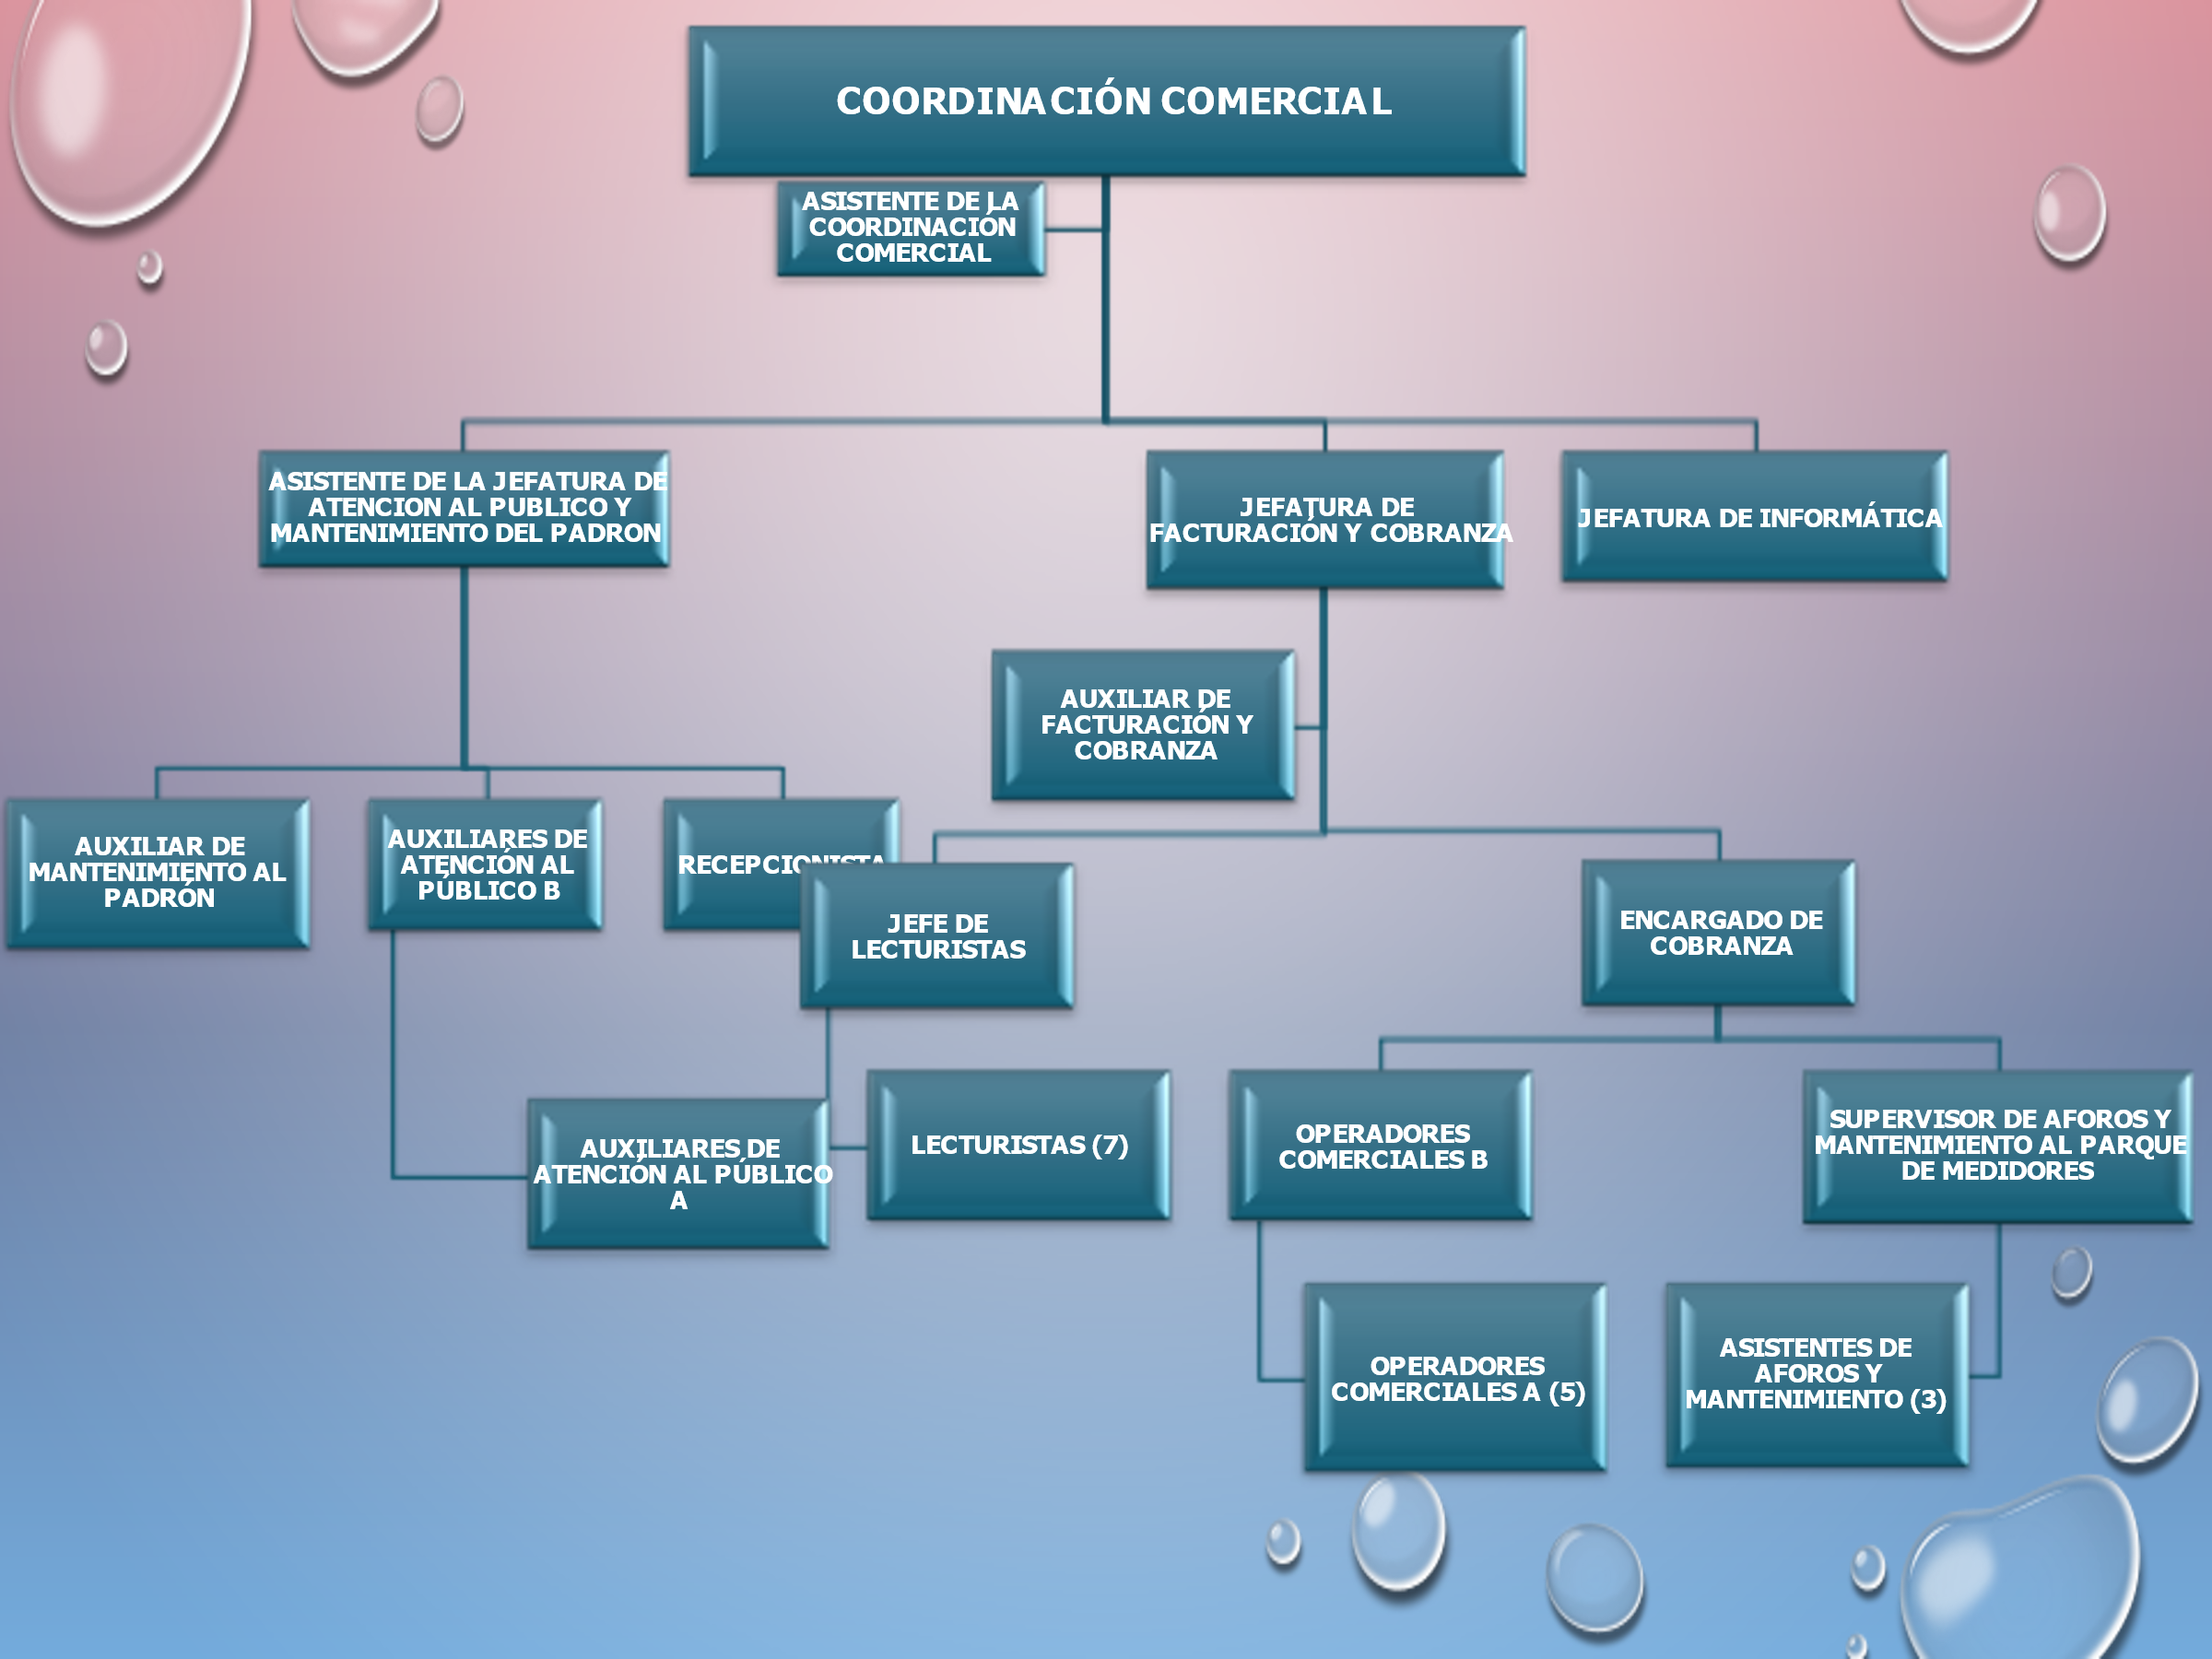 COORDINACIÓN COMERCIAL
ASISTENTE DE LA
COORDINACIÓN
COMERCIAL
ASISTENTE DE LA JEFATURA DE
ATENCION AL PUBLICO Y
MANTENIMIENTO DEL PADRON
JEFATURA DE
FACTURACIÓN Y COBRANZA
JEFATURA DE INFORMÁTICA
AUXILIAR DE
FACTURACIÓN Y
COBRANZA
AUXILIAR DE
MANTENIMIENTO AL
PADRÓN
AUXILIARES DE
ATENCIÓN AL
PÚBLICO B
RECEPCIONISTA
JEFE DE
LECTURISTAS
ENCARGADO DE
COBRANZA
AUXILIARES DE
ATENCIÓN AL PÚBLICO
A
LECTURISTAS (7)
OPERADORES
COMERCIALES B
SUPERVISOR DE AFOROS Y
MANTENIMIENTO AL PARQUE
DE MEDIDORES
OPERADORES
COMERCIALES A (5)
ASISTENTES DE
AFOROS Y
MANTENIMIENTO (3)